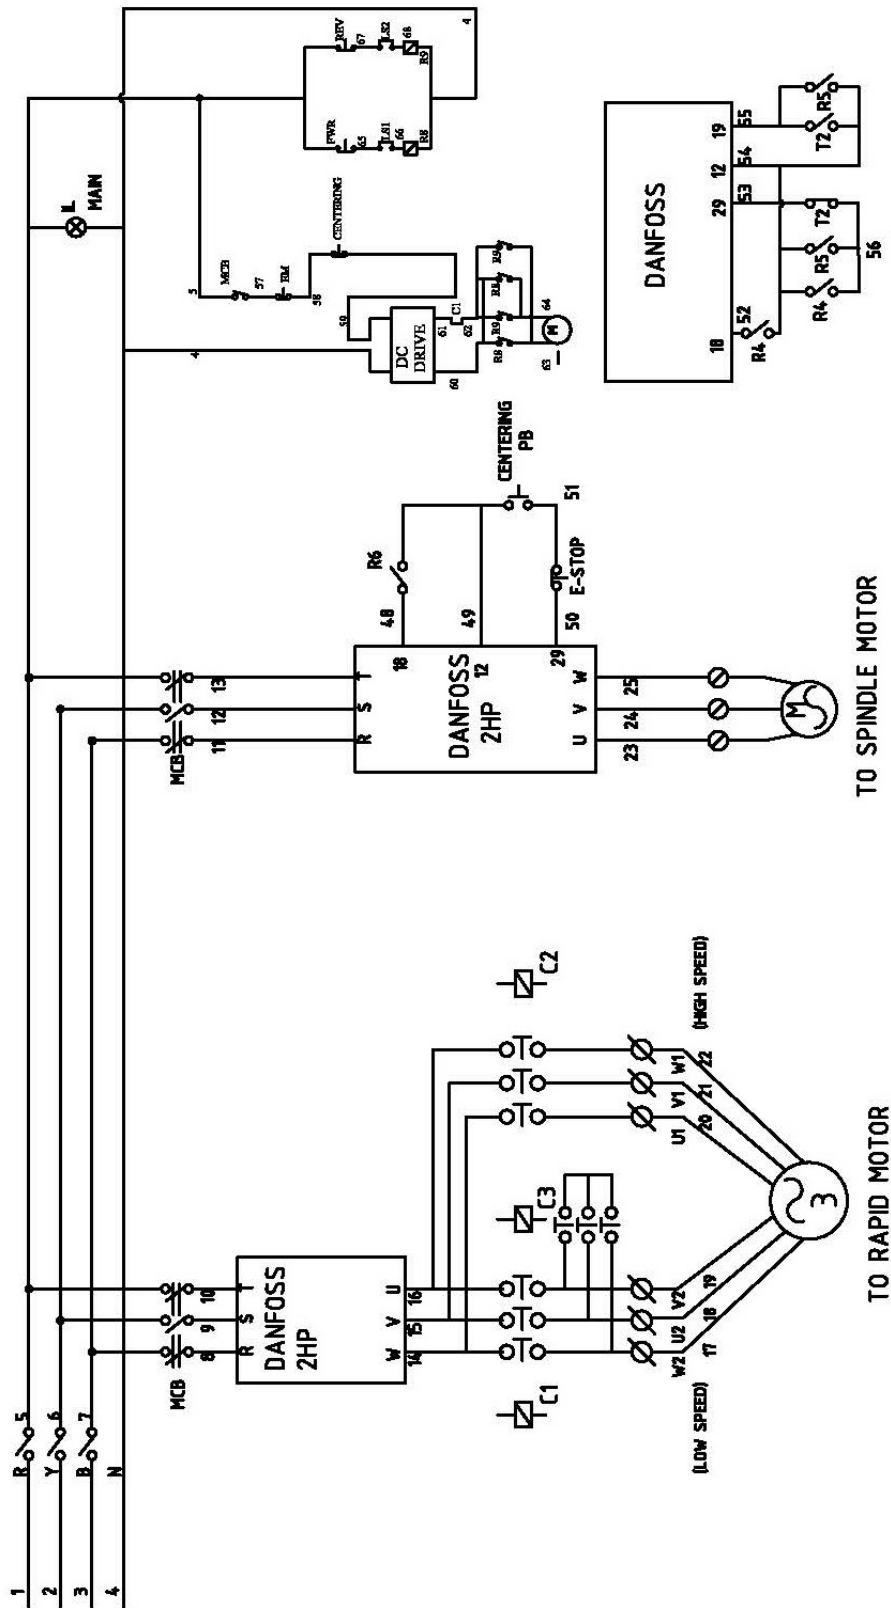 1
2
3
4
R
Y
B
N
5
6
7
MCB
8
9
10
R
S
T
DANFOSS
2HP
W
V
U
14
15
16
C1
C3
C2
W2
U2
V2
17
18
19
U1
V1
W1
20
21
22
(LOW SPEED)
(HIGH SPEED)
3
TO RAPID MOTOR
MCB
11
12
13
R
S
T
DANFOSS
2HP
18
12
29
U
V
W
23
24
25
M
TO SPINDLE MOTOR
48
49
50
51
R6
E-STOP
CENTERING
PB
IL
MAIN
4
5
MCB
57
EM
58
CENTERING
59
DC
DRIVE
60
61
C1
62
R8
R9
R8
R9
63
64
M
FWR
65
LS1
66
R8
REV
67
LS2
68
R9
4
DANFOSS
18
29
12
19
52
53
54
55
R4
R4
R5
T2
T2
R5
56